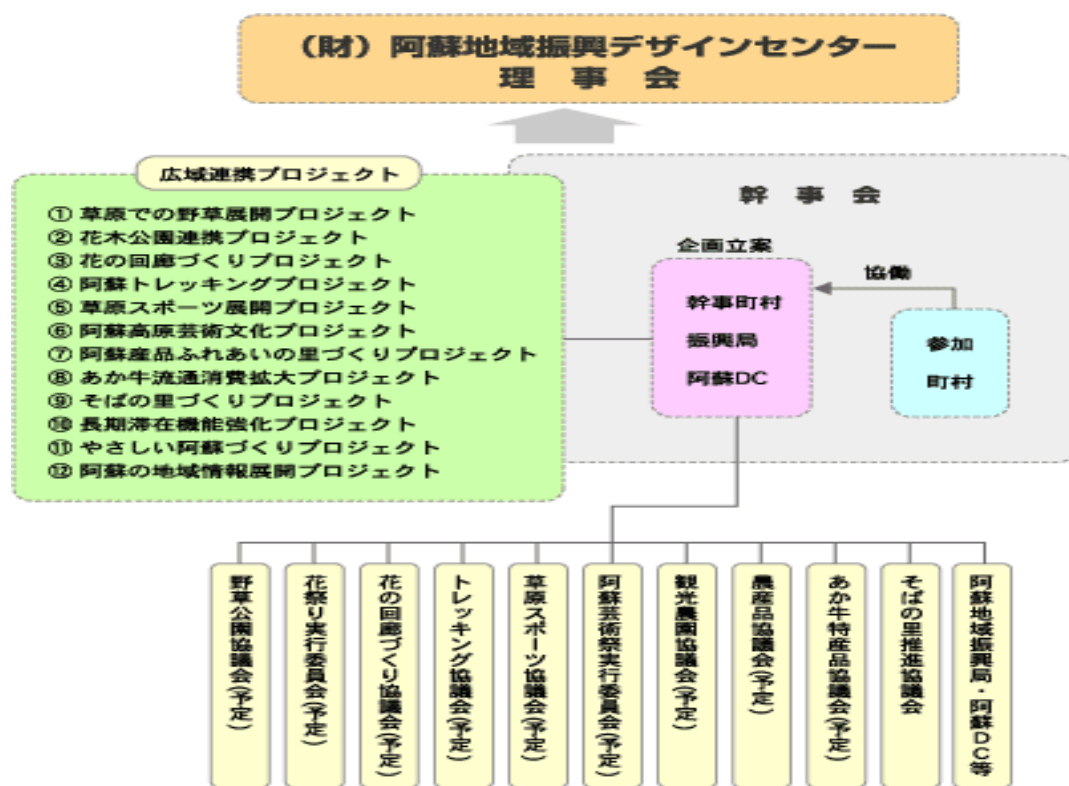 (財)阿蘇地域振興デザインセンター
理事会
広域連携プロジェクト
① 草原での野草展開プロジェクト
② 花木公園連携プロジェクト
③ 花の回廊づくりプロジェクト
④ 阿蘇トレッキングプロジェクト
⑤ 草原スポーツ展開プロジェクト
⑥ 阿蘇高原芸術文化プロジェクト
⑦ 阿蘇産品ふれあいの里づくりプロジェクト
⑧ あか牛流通消費拡大プロジェクト
⑨ そばの里づくりプロジェクト
⑩ 長期滞在機能強化プロジェクト
⑪ やさしい阿蘇づくりプロジェクト
⑫ 阿蘇の地域情報展開プロジェクト
幹事会
企画立案
幹事町村
振興局
阿蘇DC
協働
参加
町村
野草公園協議会(予定)
花祭り実行委員会(予定)
花の回廊づくり協議会(予定)
トレッキング協議会(予定)
草原スポーツ協議会(予定)
阿蘇芸術祭実行委員会(予定)
観光農園協議会(予定)
農産品協議会(予定)
あか牛特産品協議会(予定)
そばの里推進協議会
阿蘇地域振興局・阿蘇DC等